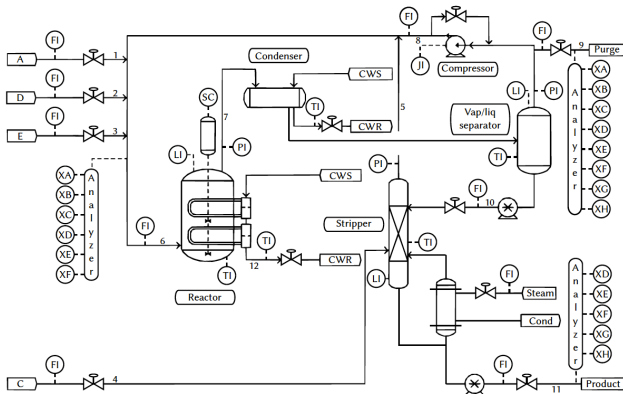 FI
8
FI
9
Purge
FI
A
1
JI
Compressor
Condenser
CWS
XA
FI
D
2
SC
7
TI
CWR
5
Vap/liq
separator
LI
PI
A
n
a
l
y
z
e
r
XB
XC
XD
XE
XF
XG
XH
FI
E
3
LI
PI
TI
PI
XA
XB
XC
XD
XE
XF
A
n
a
l
y
z
e
r
FI
6
CWS
Stripper
FI
10
TI
TI
12
CWR
TI
LI
Reactor
FI
Steam
Cond
A
n
a
l
y
z
e
r
XD
XE
XF
XG
XH
FI
C
4
FI
11
Product